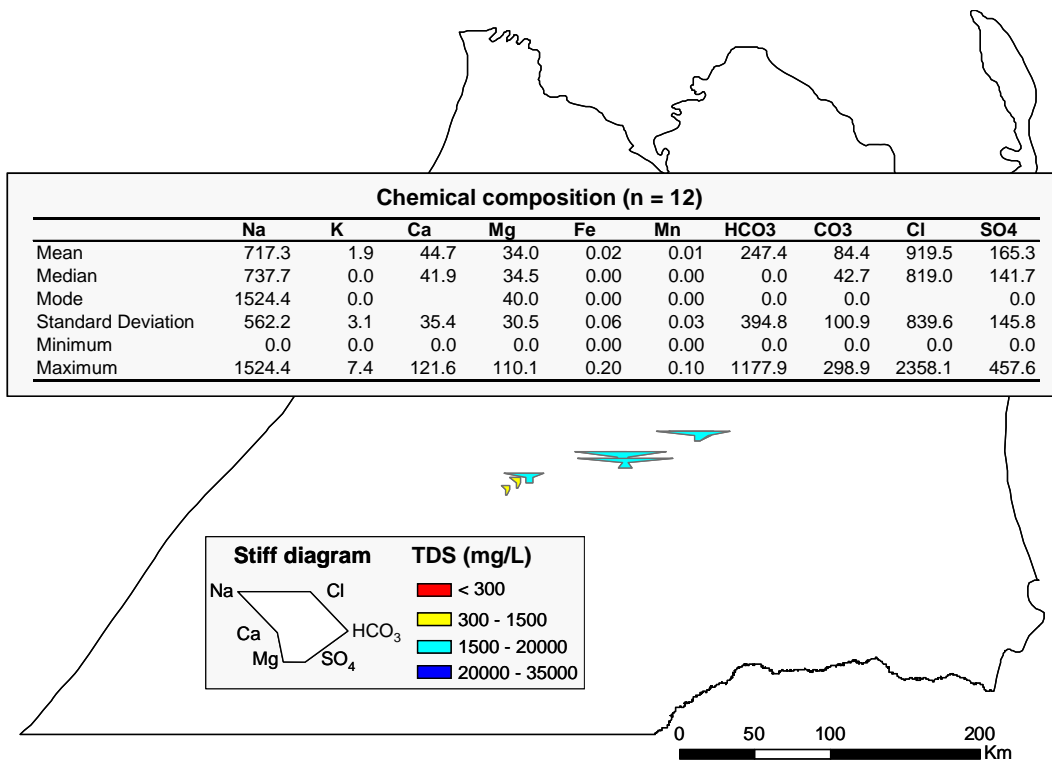 Chemical composition (n = 12)
Na K Ca Mg Fe Mn HCO3 CO3 Cl SO4
Mean 717.3 1.9 44.7 34.0 0.02 0.01 247.4 84.4 919.5 165.3
Median 737.7 0.0 41.9 34.5 0.00 0.00 0.0 42.7 819.0 141.7
Mode 1524.4 0.0 40.0 0.00 0.00 0.0 0.0 0.0
Standard Deviation 562.2 3.1 35.4 30.5 0.06 0.03 394.8 100.9 839.6 145.8
Minimum 0.0 0.0 0.0 0.0 0.00 0.00 0.0 0.0 0.0 0.0
Maximum 1524.4 7.4 121.6 110.1 0.20 0.10 1177.9 298.9 2358.1 457.6
Stiff diagram
Na Cl
Ca HCO3
Mg SO4
TDS (mg/L)
< 300
300 - 1500
1500 - 20000
20000 - 35000
0 50 100 200
Km